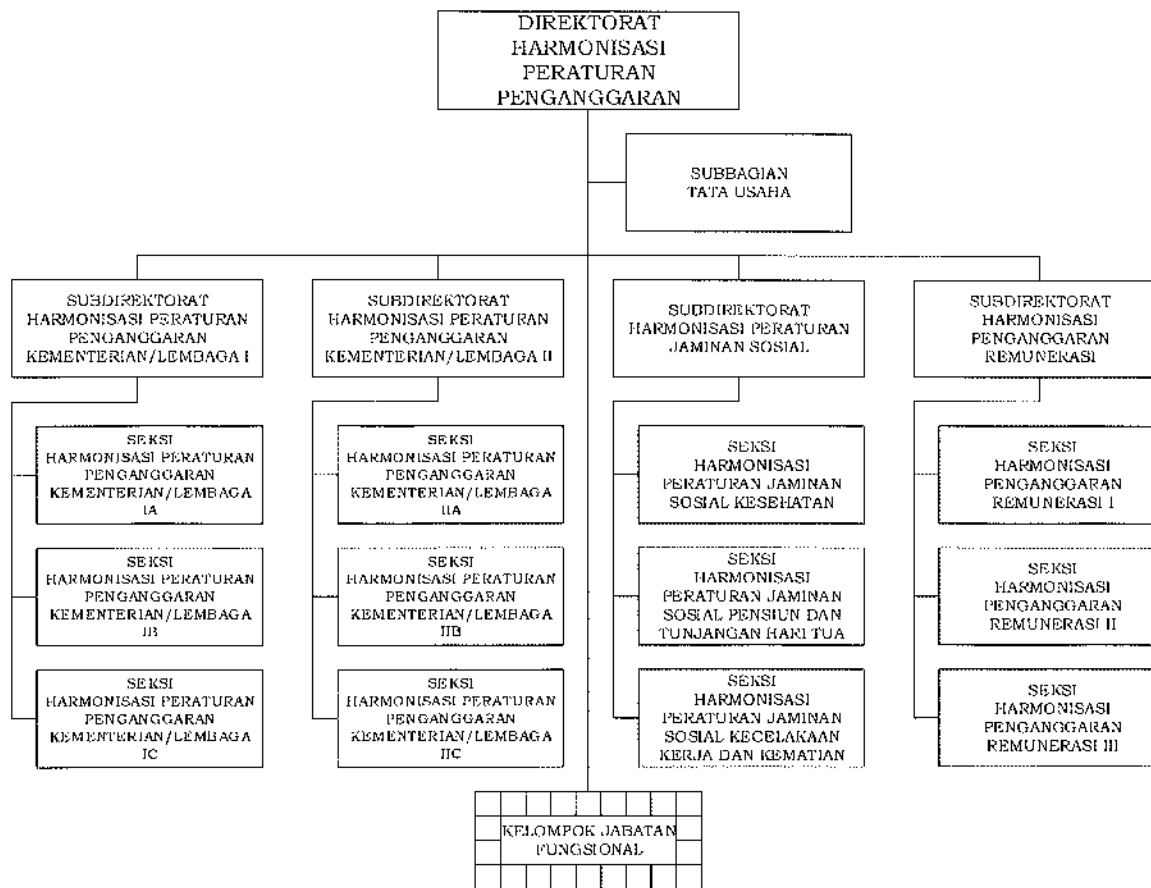 DIREKTORAT
HARMONISASI
PERATURAN
PENGANGGARAN
SUBBAGIAN
TATA USAHA
SUBDIREKTORAT
HARMONISASI PERATURAN
PENGANGGARAN
KEMENTERIAN/LEMBAGA I
SUBDIREKTORAT
HARMONISASI PERATURAN
PENGANGGARAN
KEMENTERIAN/LEMBAGA II
SUBDIREKTORAT
HARMONISASI PERATURAN
JAMINAN SOSIAL
SUBDIREKTORAT
HARMONISASI
PENGANGGARAN
REMUNERASI
SEKSI
HARMONISASI PERATURAN
PENGANGGARAN
KEMENTERIAN/LEMBAGA
IA
SEKSI
HARMONISASI PERATURAN
PENGANGGARAN
KEMENTERIAN/LEMBAGA
IIA
SEKSI
HARMONISASI
PERATURAN JAMINAN
SOSIAL KESEHATAN
SEKSI
HARMONISASI
PENGANGGARAN
REMUNERASI I
SEKSI
HARMONISASI PERATURAN
PENGANGGARAN
KEMENTERIAN/LEMBAGA
IB
SEKSI
HARMONISASI PERATURAN
PENGANGGARAN
KEMENTERIAN/LEMBAGA
IIB
SEKSI
HARMONISASI
PERATURAN JAMINAN
SOSIAL PENSIUN DAN
TUNJANGAN HARI TUA
SEKSI
HARMONISASI
PENGANGGARAN
REMUNERASI II
SEKSI
HARMONISASI PERATURAN
PENGANGGARAN
KEMENTERIAN/LEMBAGA
IC
SEKSI
HARMONISASI PERATURAN
PENGANGGARAN
KEMENTERIAN/LEMBAGA
IIC
SEKSI
HARMONISASI
PERATURAN JAMINAN
SOSIAL KECELAKAAN
KERJA DAN KEMATIAN
SEKSI
HARMONISASI
PENGANGGARAN
REMUNERASI III
KELOMPOK JABATAN
FUNGSIONAL